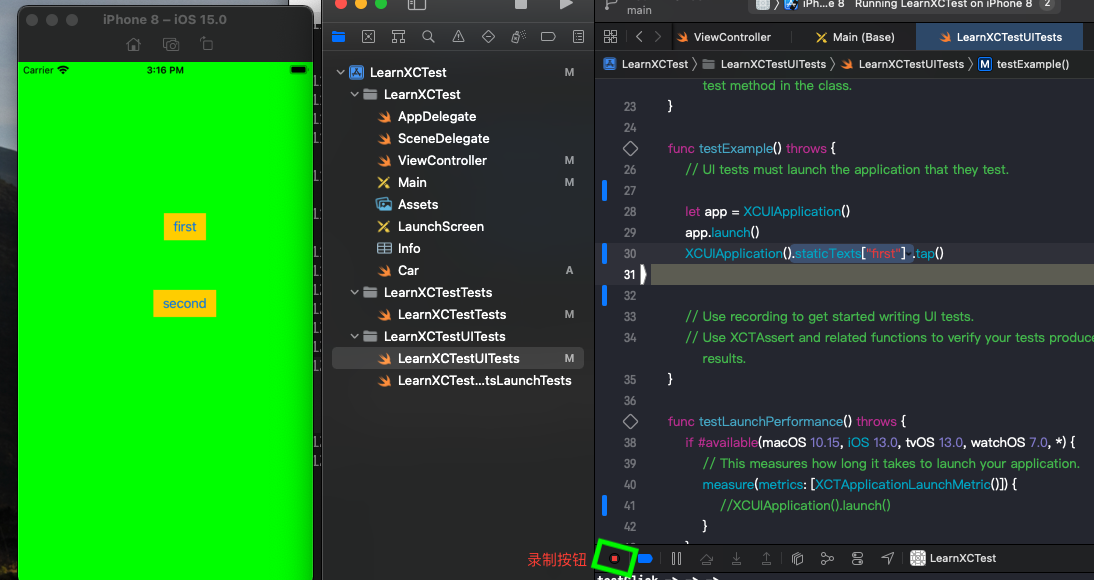 iPhone 8 – iOS 15.0
Carrier
3:16 PM
first
second
LearnXCTest M
LearnXCTest
AppDelegate
SceneDelegate
ViewController M
Main M
Assets
LaunchScreen
Info
Car A
LearnXCTestTests
LearnXCTestTests M
LearnXCTestUITests
LearnXCTestUITests M
LearnXCTest...tsLaunchTests
main
iPh...e 8 Running LearnXCTest on iPhone 8 2
ViewController Main (Base) LearnXCTestUITests
LearnXCTest LearnXCTestUITests LearnXCTestUITests M testExample()
test method in the class.
23 }
24
func testExample() throws {
26 // UI tests must launch the application that they test.
27
28 let app = XCUIApplication()
29 app.launch()
30 XCUIApplication().staticTexts["first"] .tap()
31
32
33 // Use recording to get started writing UI tests.
34 // Use XCTAssert and related functions to verify your tests produce
results.
35 }
36
func testLaunchPerformance() throws {
38 if #available(macOS 10.15, iOS 13.0, tvOS 13.0, watchOS 7.0, *) {
39 // This measures how long it takes to launch your application.
40 measure(metrics: [XCTApplicationLaunchMetric()]) {
41 //XCUIApplication().launch()
42 }
录制按钮
LearnXCTest